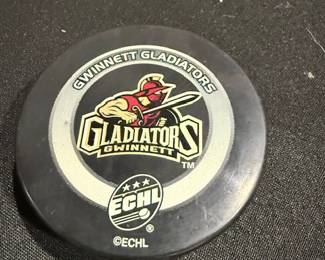 GWINNETT GLADIATORS
GLADIATORS
GWINNETT
TM
ECHL
®
©ECHL